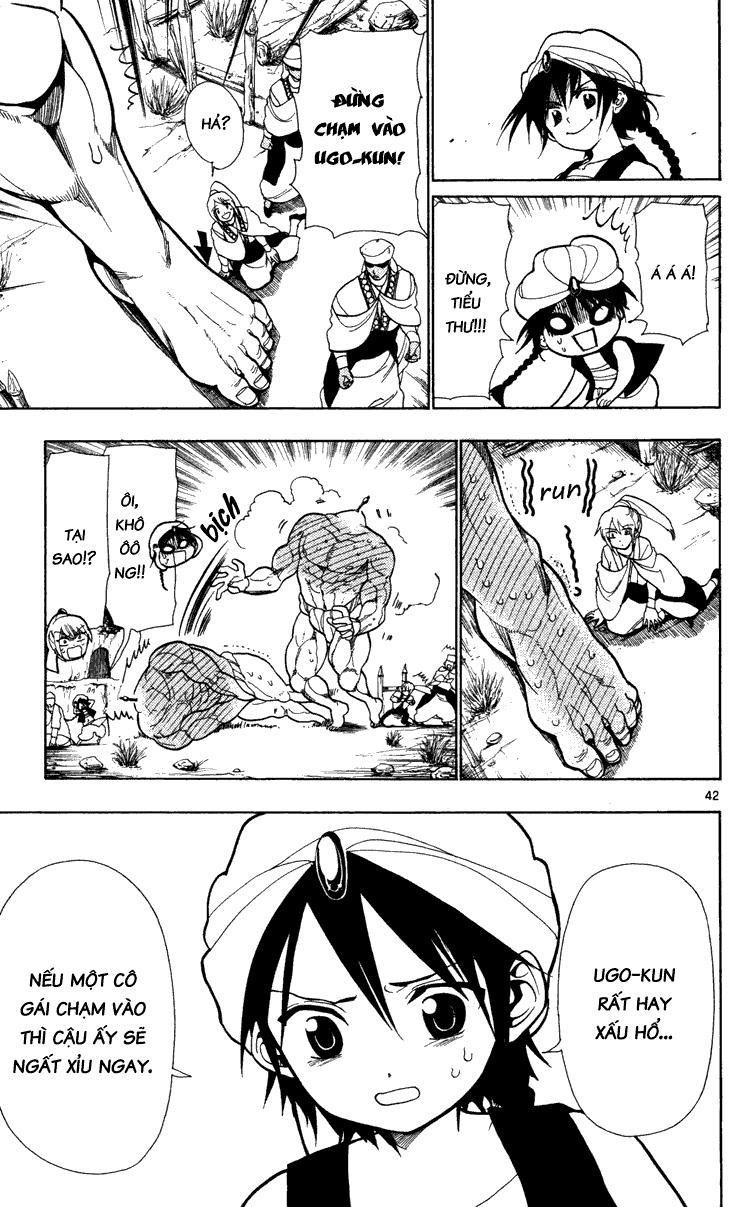 Á Á Á!
ĐỪNG,
TIỂU
THƯ!!!
ĐỪNG
CHẠM VÀO
UGO-KUN!
HÁ?
run
bịch
ÔI,
KHÔ
ÔÔ
NG!!
TẠI
SAO!?
42
UGO-KUN
RẤT HAY
XẤU HỔ...
NẾU MỘT CÔ
GÁI CHẠM VÀO
THÌ CẬU ẤY SẼ
NGẤT XỈU NGAY.